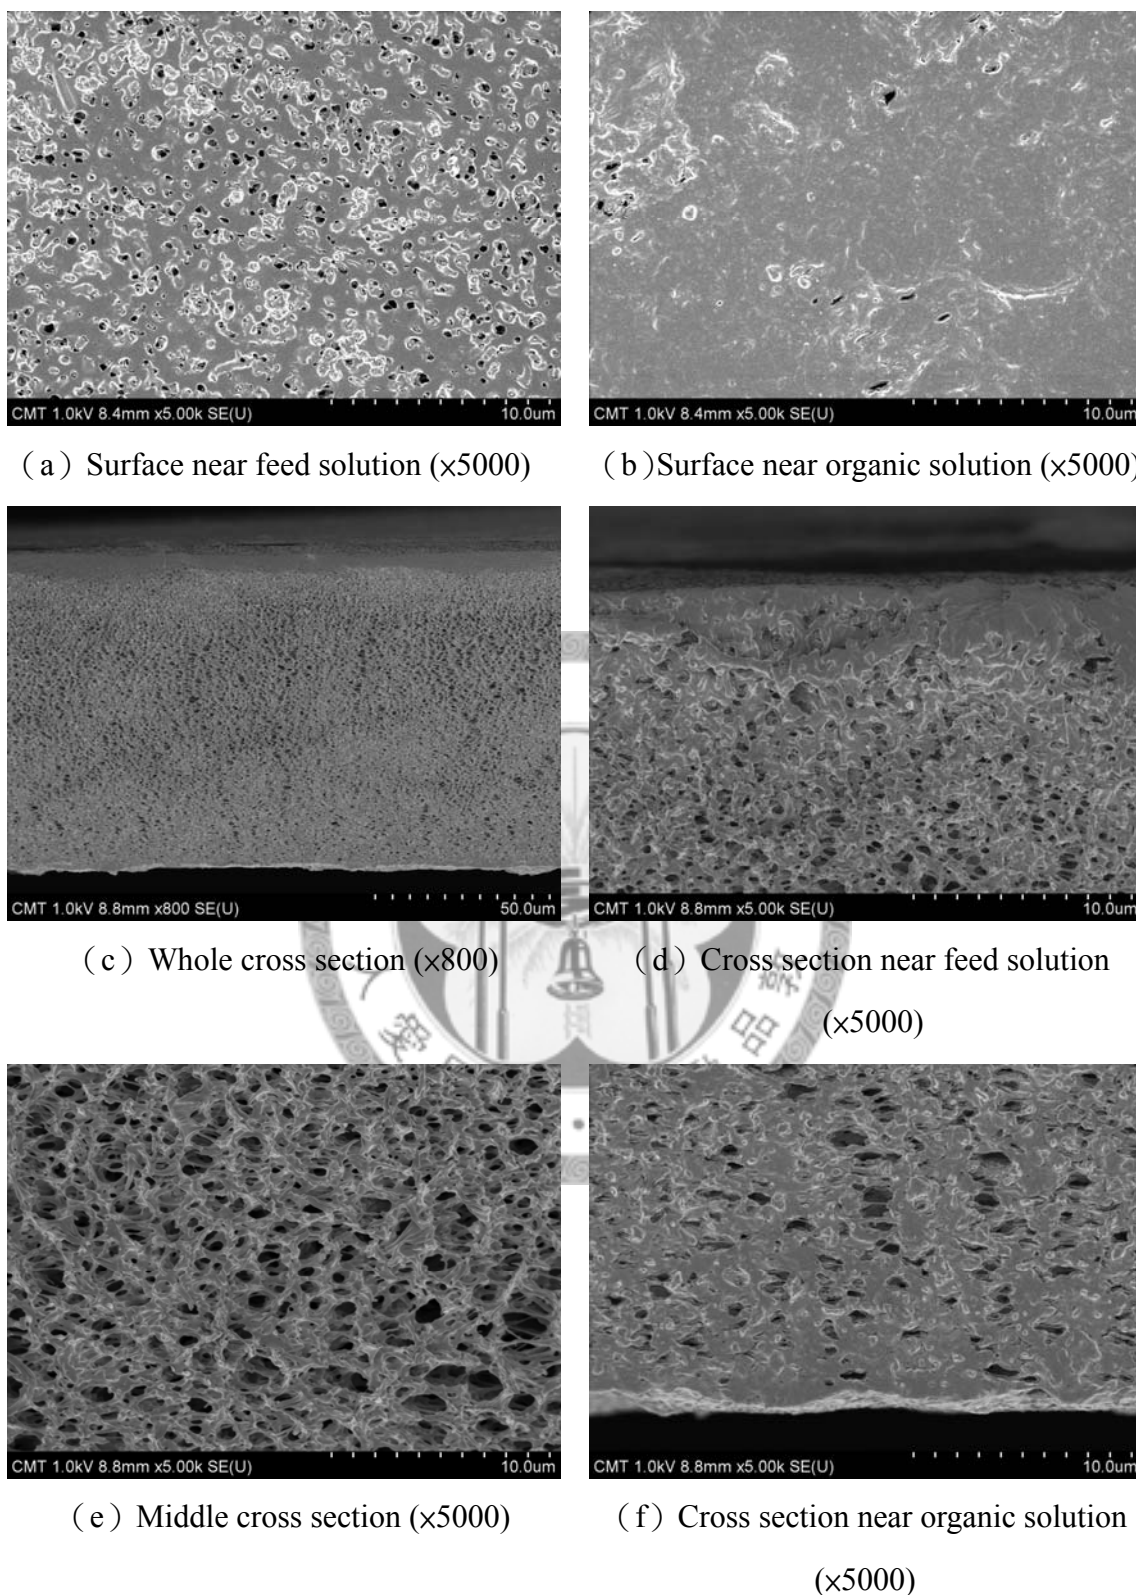 CMT 1.0kV 8.4mm x5.00k SE(U) 10.0um
CMT 1.0kV 8.4mm x5.00k SE(U) 10.0um
（a）Surface near feed solution (×5000)
（b）Surface near organic solution (×5000)
CMT 1.0kV 8.8mm x800 SE(U) 50.0um
CMT 1.0kV 8.8mm x5.00k SE(U) 10.0um
（c）Whole cross section (×800)
（d）Cross section near feed solution
(×5000)
人 愛 品 勵
CMT 1.0kV 8.8mm x5.00k SE(U) 10.0um
CMT 1.0kV 8.8mm x5.00k SE(U) 10.0um
（e）Middle cross section (×5000)
（f）Cross section near organic solution
(×5000)